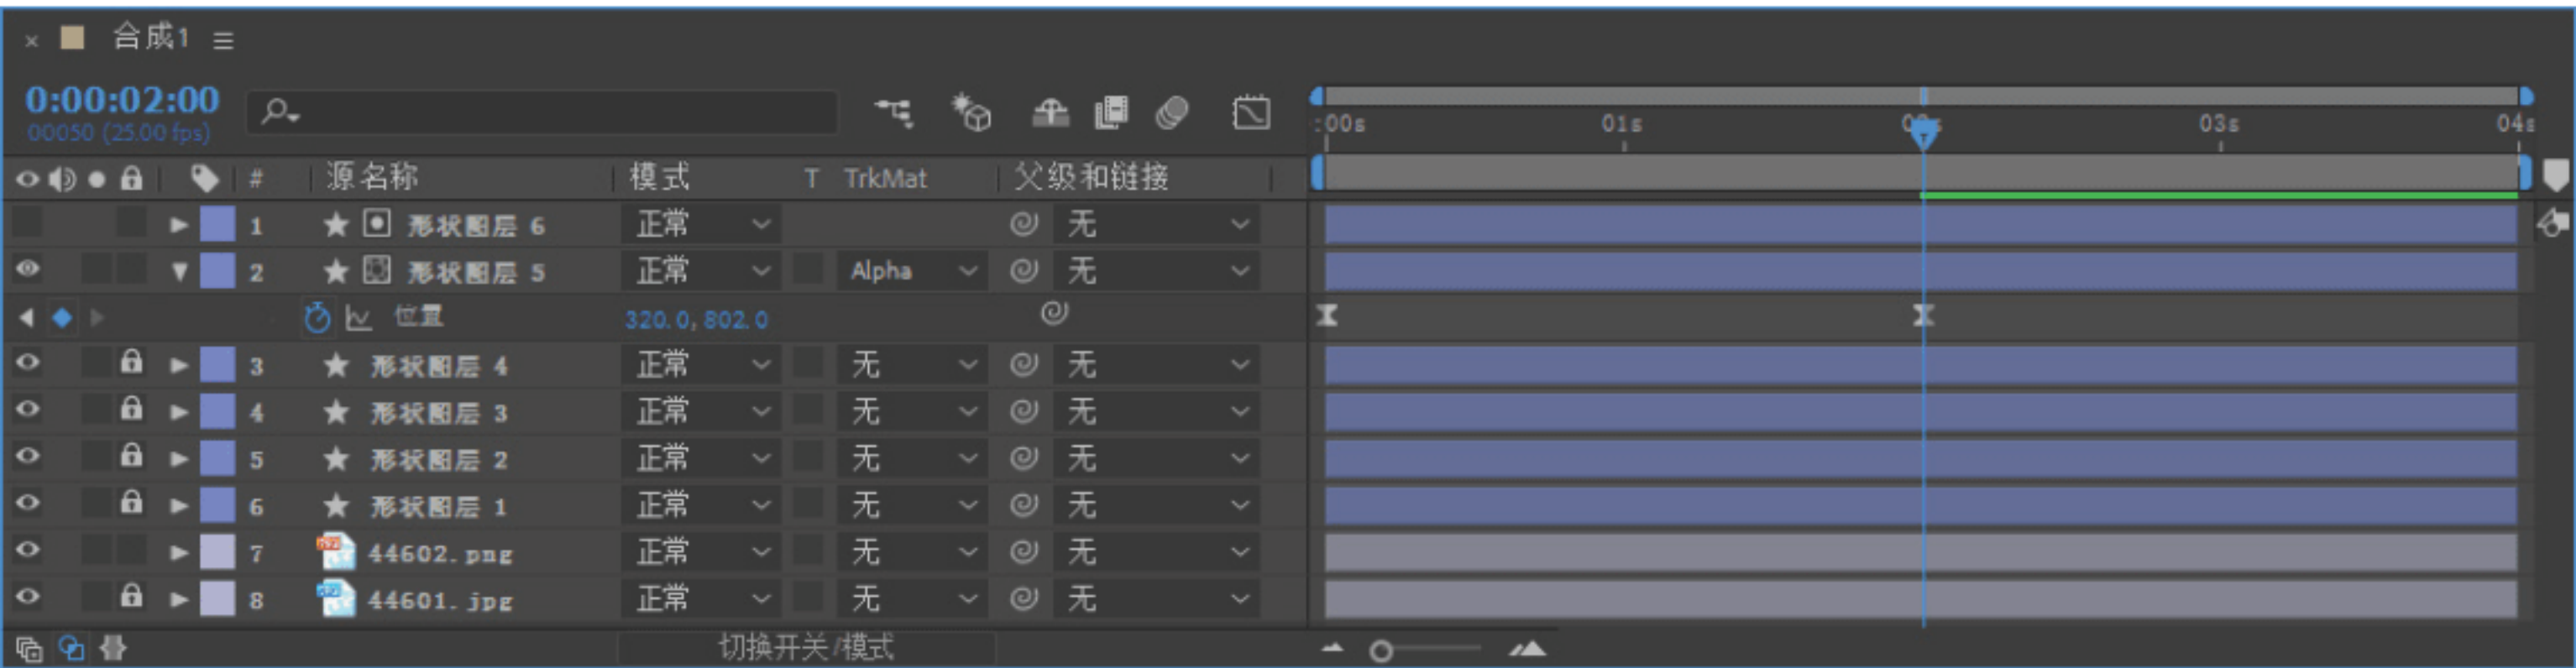 × 合成1 ☰
0:00:02:00
00050 (25.00 fps)
:00s 01s 02s 03s 04s
# 源名称 模式 T TrkMat 父级和链接
1 形状图层 6 正常 无
2 形状图层 5 正常 Alpha 无
位置 320.0, 802.0
3 形状图层 4 正常 无 无
4 形状图层 3 正常 无 无
5 形状图层 2 正常 无 无
6 形状图层 1 正常 无 无
7 44602.png 正常 无 无
8 44601.jpg 正常 无 无
切换开关/模式